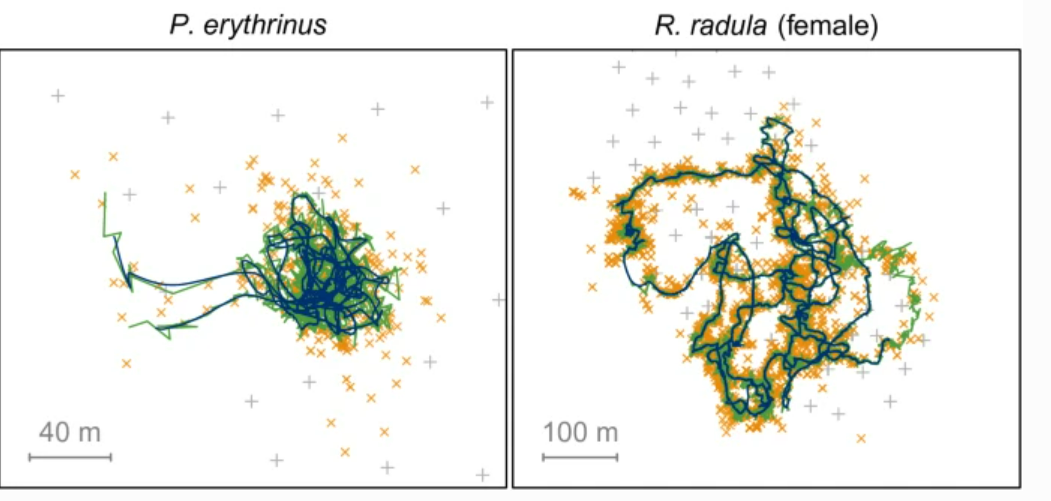 P. erythrinus
R. radula (female)
40 m
100 m